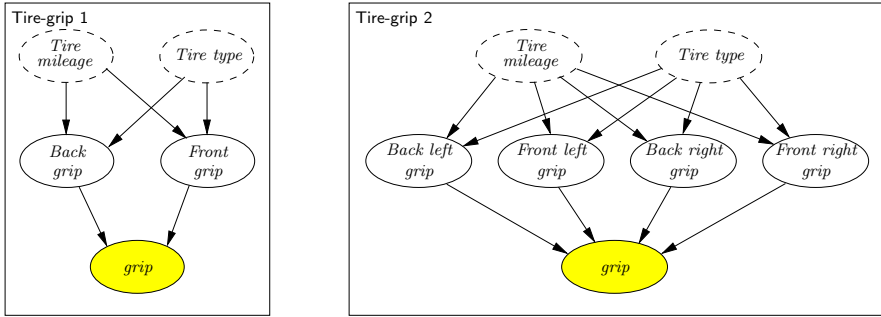 Tire-grip 1
Tire
mileage
Tire type
Back
grip
Front
grip
grip
Tire-grip 2
Tire
mileage
Tire type
Back left
grip
Front left
grip
Back right
grip
Front right
grip
grip